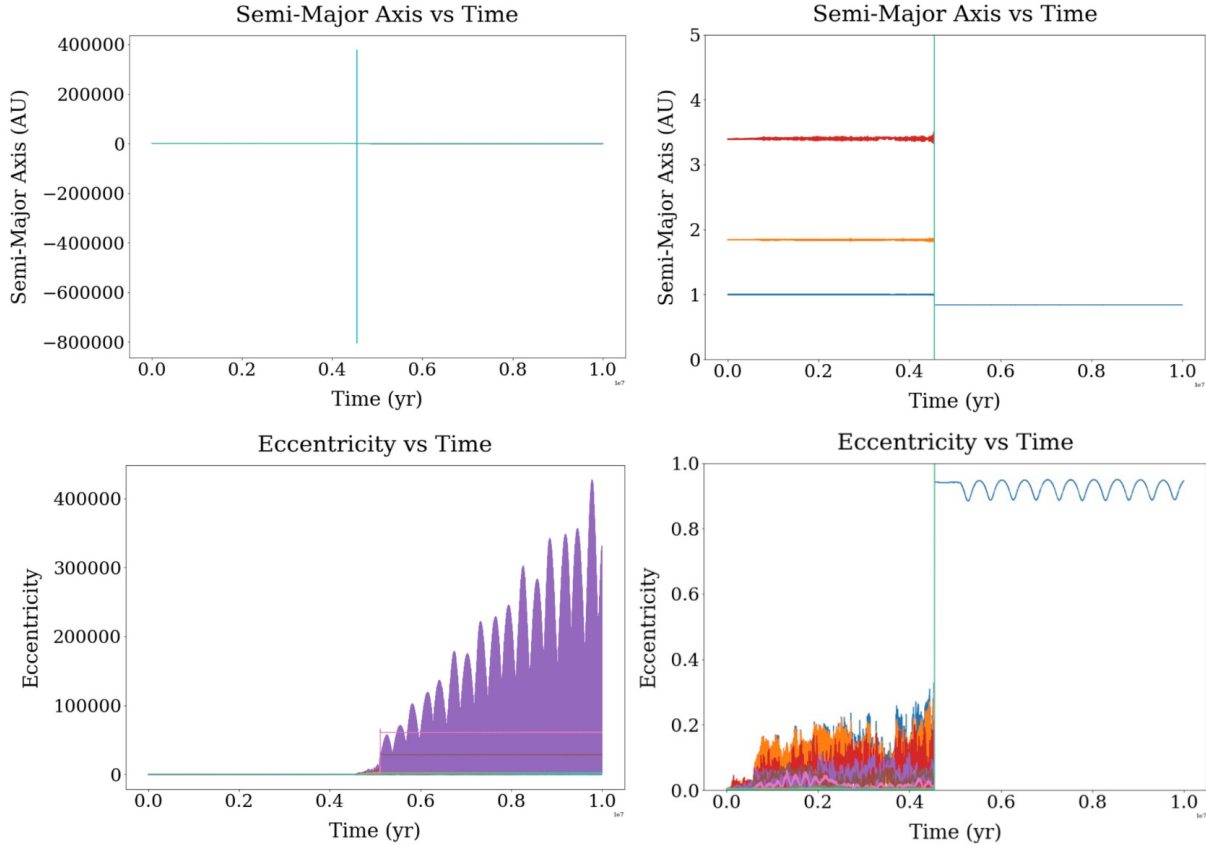 Semi-Major Axis vs Time
Semi-Major Axis (AU)
400000
200000
0
−200000
−400000
−600000
−800000
0.0 0.2 0.4 0.6 0.8 1.0
1e7
Time (yr)
Semi-Major Axis vs Time
Semi-Major Axis (AU)
5
4
3
2
1
0
0.0 0.2 0.4 0.6 0.8 1.0
1e7
Time (yr)
Eccentricity vs Time
Eccentricity
400000
300000
200000
100000
0
0.0 0.2 0.4 0.6 0.8 1.0
1e7
Time (yr)
Eccentricity vs Time
Eccentricity
1.0
0.8
0.6
0.4
0.2
0.0
0.0 0.2 0.4 0.6 0.8 1.0
1e7
Time (yr)